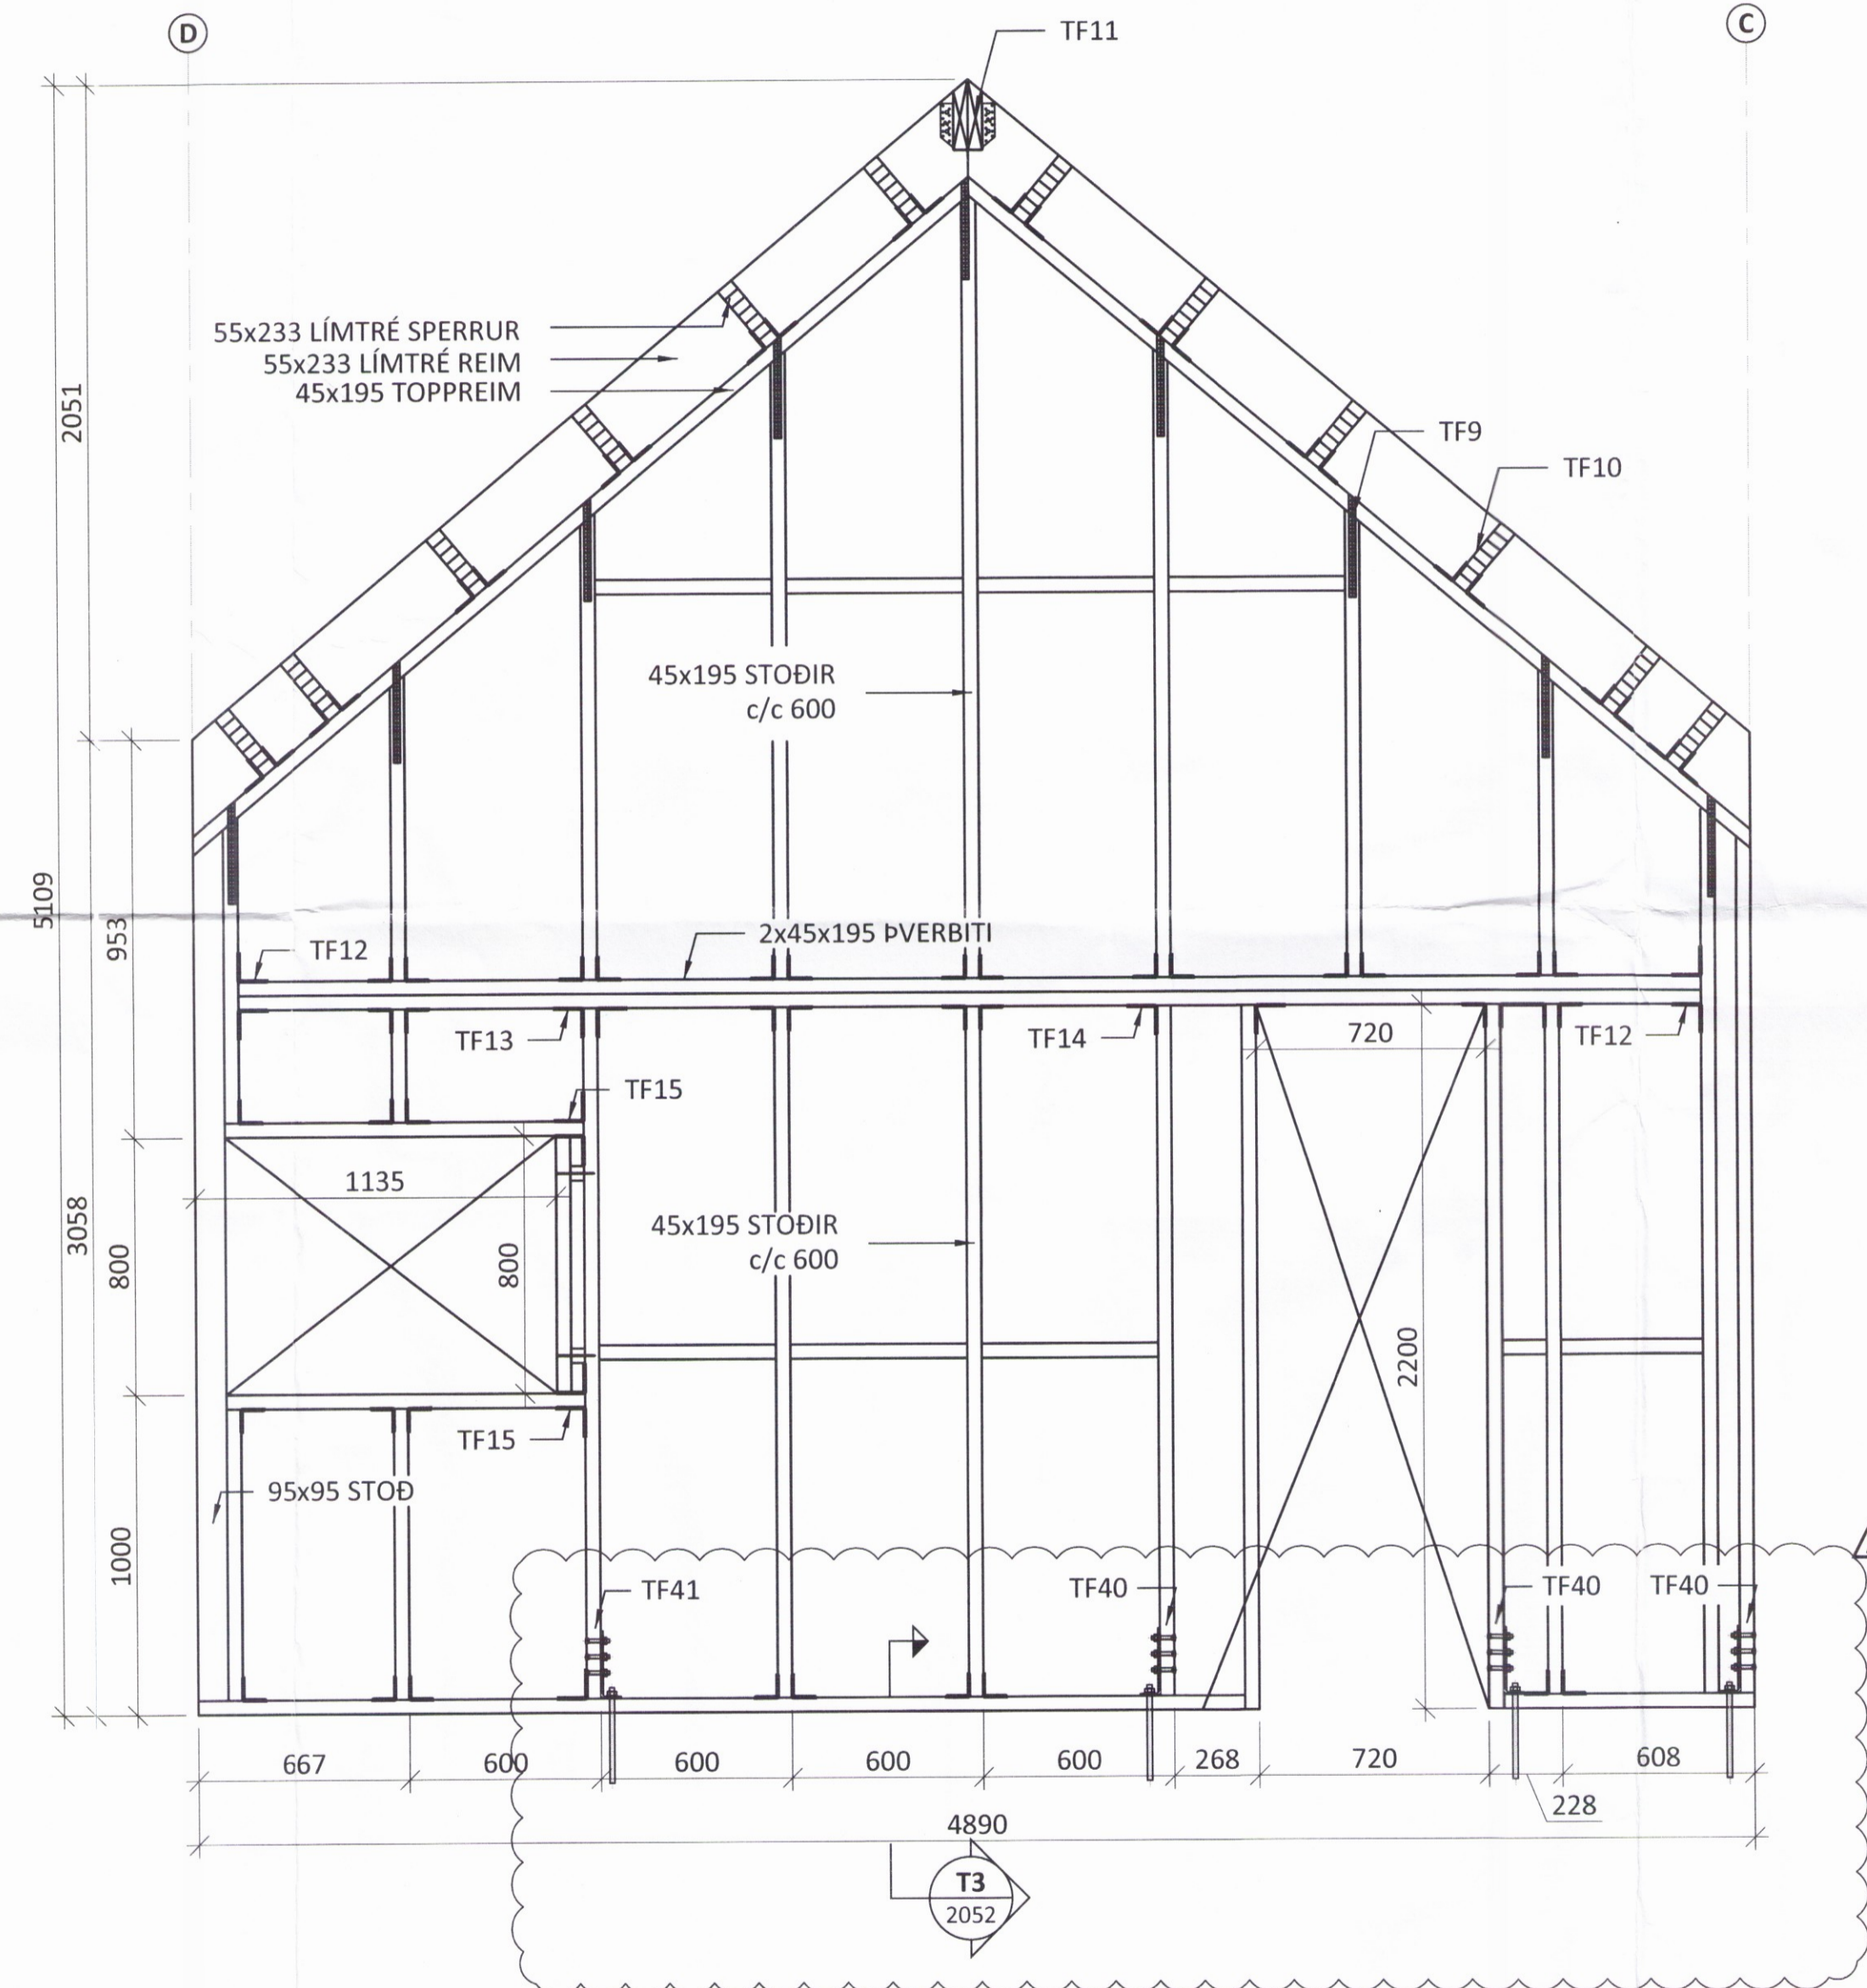 D
C
TF11
55x233 LÍMTRÉ SPERRUR
55x233 LÍMTRÉ REIM
45x195 TOPPREIM
2051
TF9
TF10
45x195 STOÐIR
c/c 600
5109
953
TF12
2x45x195 ÞVERBITI
TF13
TF14
720
TF12
TF15
1135
3058
800
800
45x195 STOÐIR
c/c 600
2200
TF15
95x95 STOÐ
1000
TF41
TF40
TF40
TF40
667
600
600
600
600
268
720
608
228
4890
T3
2052